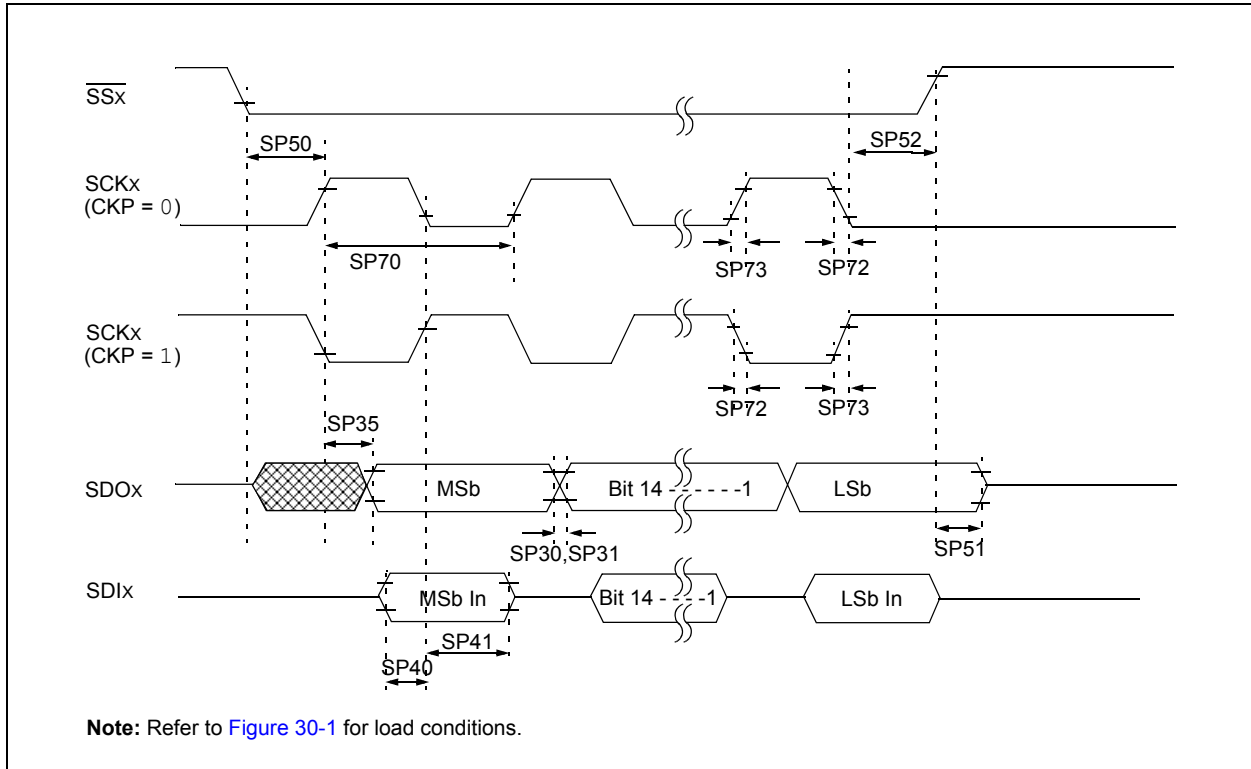 SSx
SP50
SP52
SCKx
(CKP = 0)
SP70
SP73
SP72
SCKx
(CKP = 1)
SP72
SP73
SP35
SDOx
MSb
Bit 14 - - - - - -1
LSb
SP30,SP31
SP51
SDIx
MSb In
Bit 14 - - - -1
LSb In
SP41
SP40
Note: Refer to Figure 30-1 for load conditions.